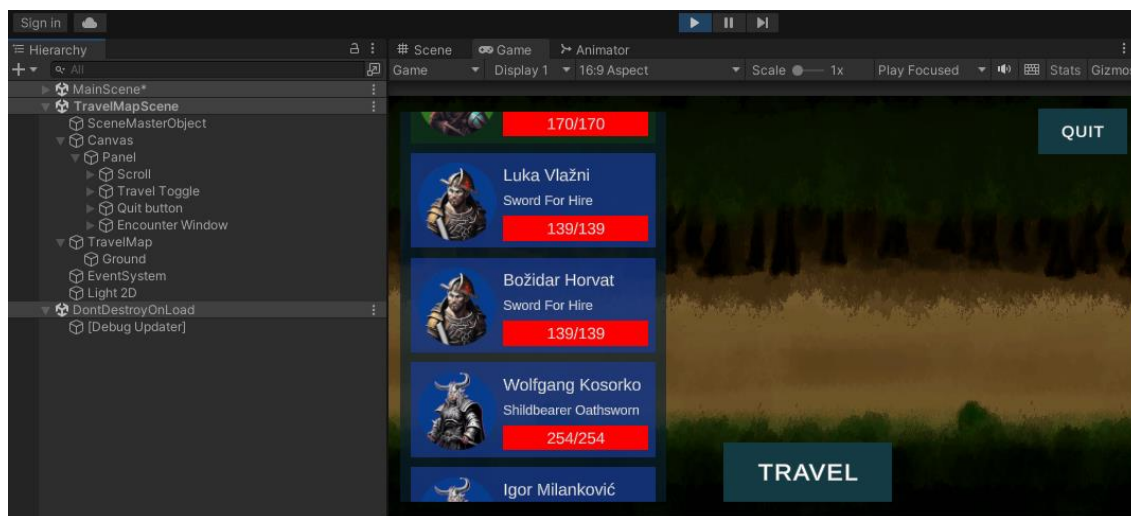 Sign in
Hierarchy
All
MainScene*
TravelMapScene
SceneMasterObject
Canvas
Panel
Scroll
Travel Toggle
Quit button
Encounter Window
TravelMap
Ground
EventSystem
Light 2D
DontDestroyOnLoad
[Debug Updater]
Scene Game Animator
Game Display 1 16:9 Aspect Scale 1x Play Focused Stats Gizmos
170/170
QUIT
Luka Vlažni
Sword For Hire
139/139
Božidar Horvat
Sword For Hire
139/139
Wolfgang Kosorko
Shildbearer Oathsworn
254/254
Igor Milanković
TRAVEL